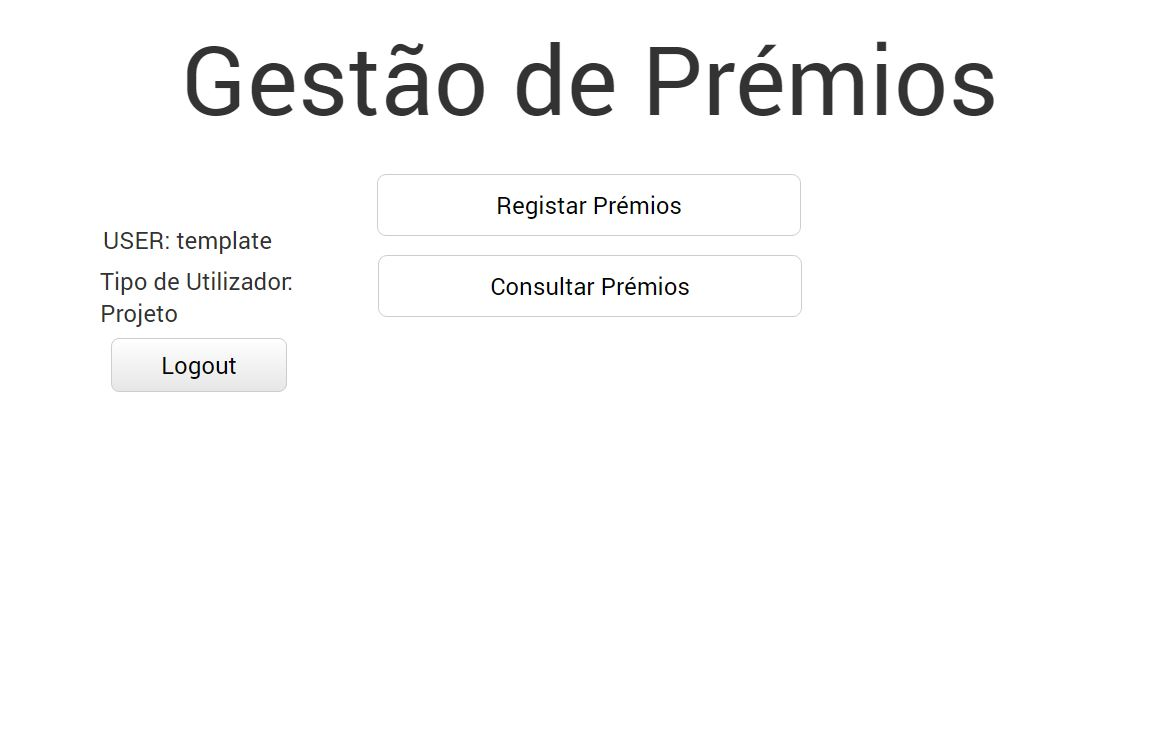 Gestão de Prémios
Registar Prémios
USER: template
Consultar Prémios
Tipo de Utilizador:
Projeto
Logout